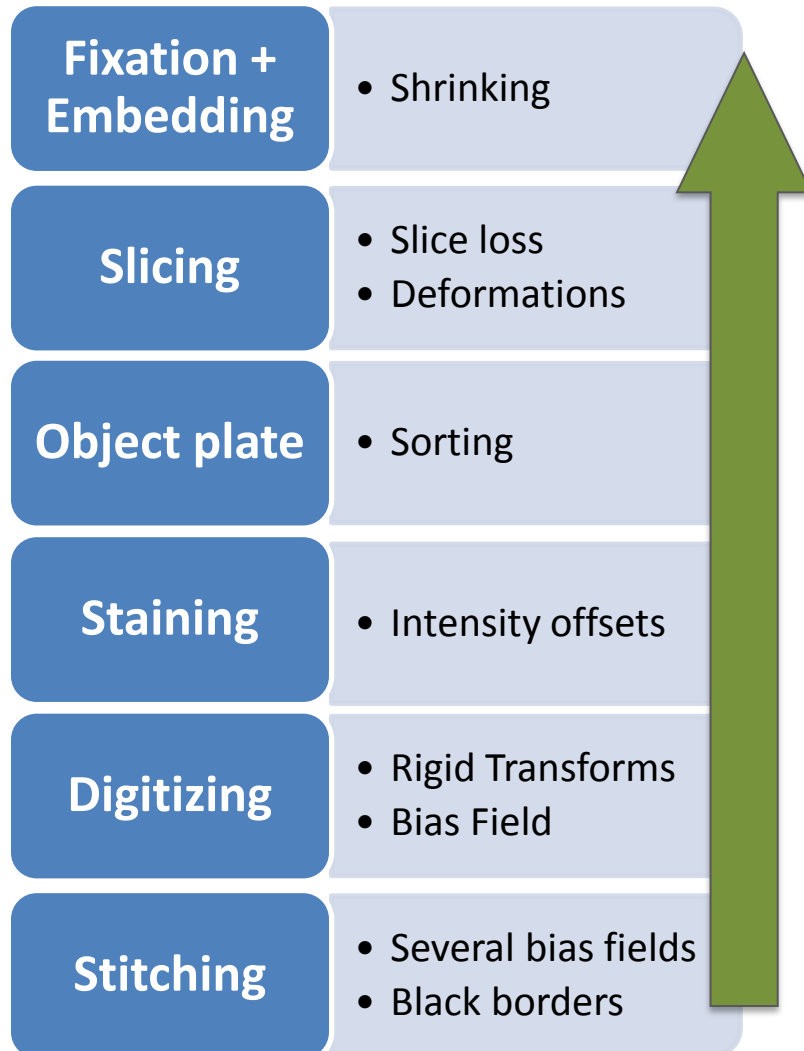 Fixation +
Embedding
• Shrinking
Slicing
• Slice loss
• Deformations
Object plate
• Sorting
Staining
• Intensity offsets
Digitizing
• Rigid Transforms
• Bias Field
Stitching
• Several bias fields
• Black borders